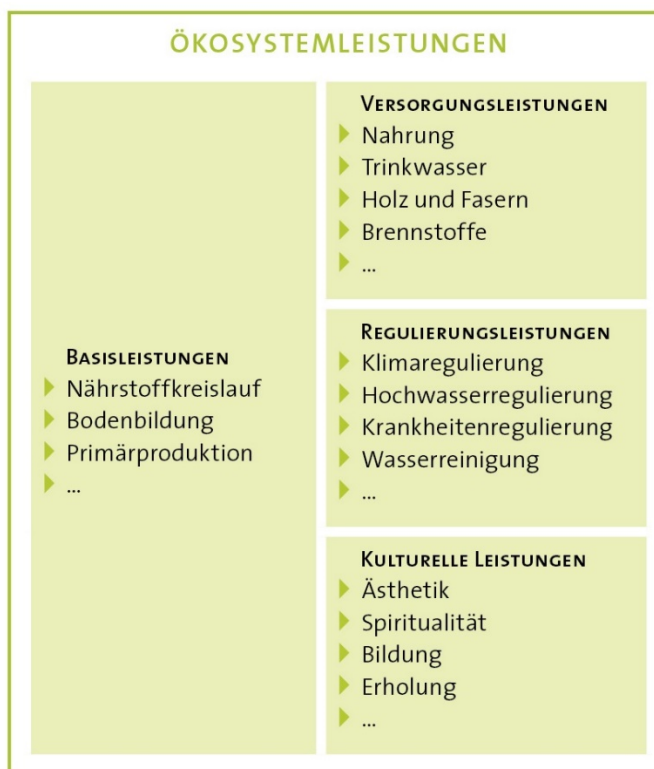 ÖKOSYSTEMLEISTUNGEN
BASISLEISTUNGEN
Nährstoffkreislauf
Bodenbildung
Primärproduktion
...
VERSORGUNGSLEISTUNGEN
Nahrung
Trinkwasser
Holz und Fasern
Brennstoffe
...
REGULIERUNGSLEISTUNGEN
Klimaregulierung
Hochwasserregulierung
Krankheitenregulierung
Wasserreinigung
...
KULTURELLE LEISTUNGEN
Ästhetik
Spiritualität
Bildung
Erholung
...